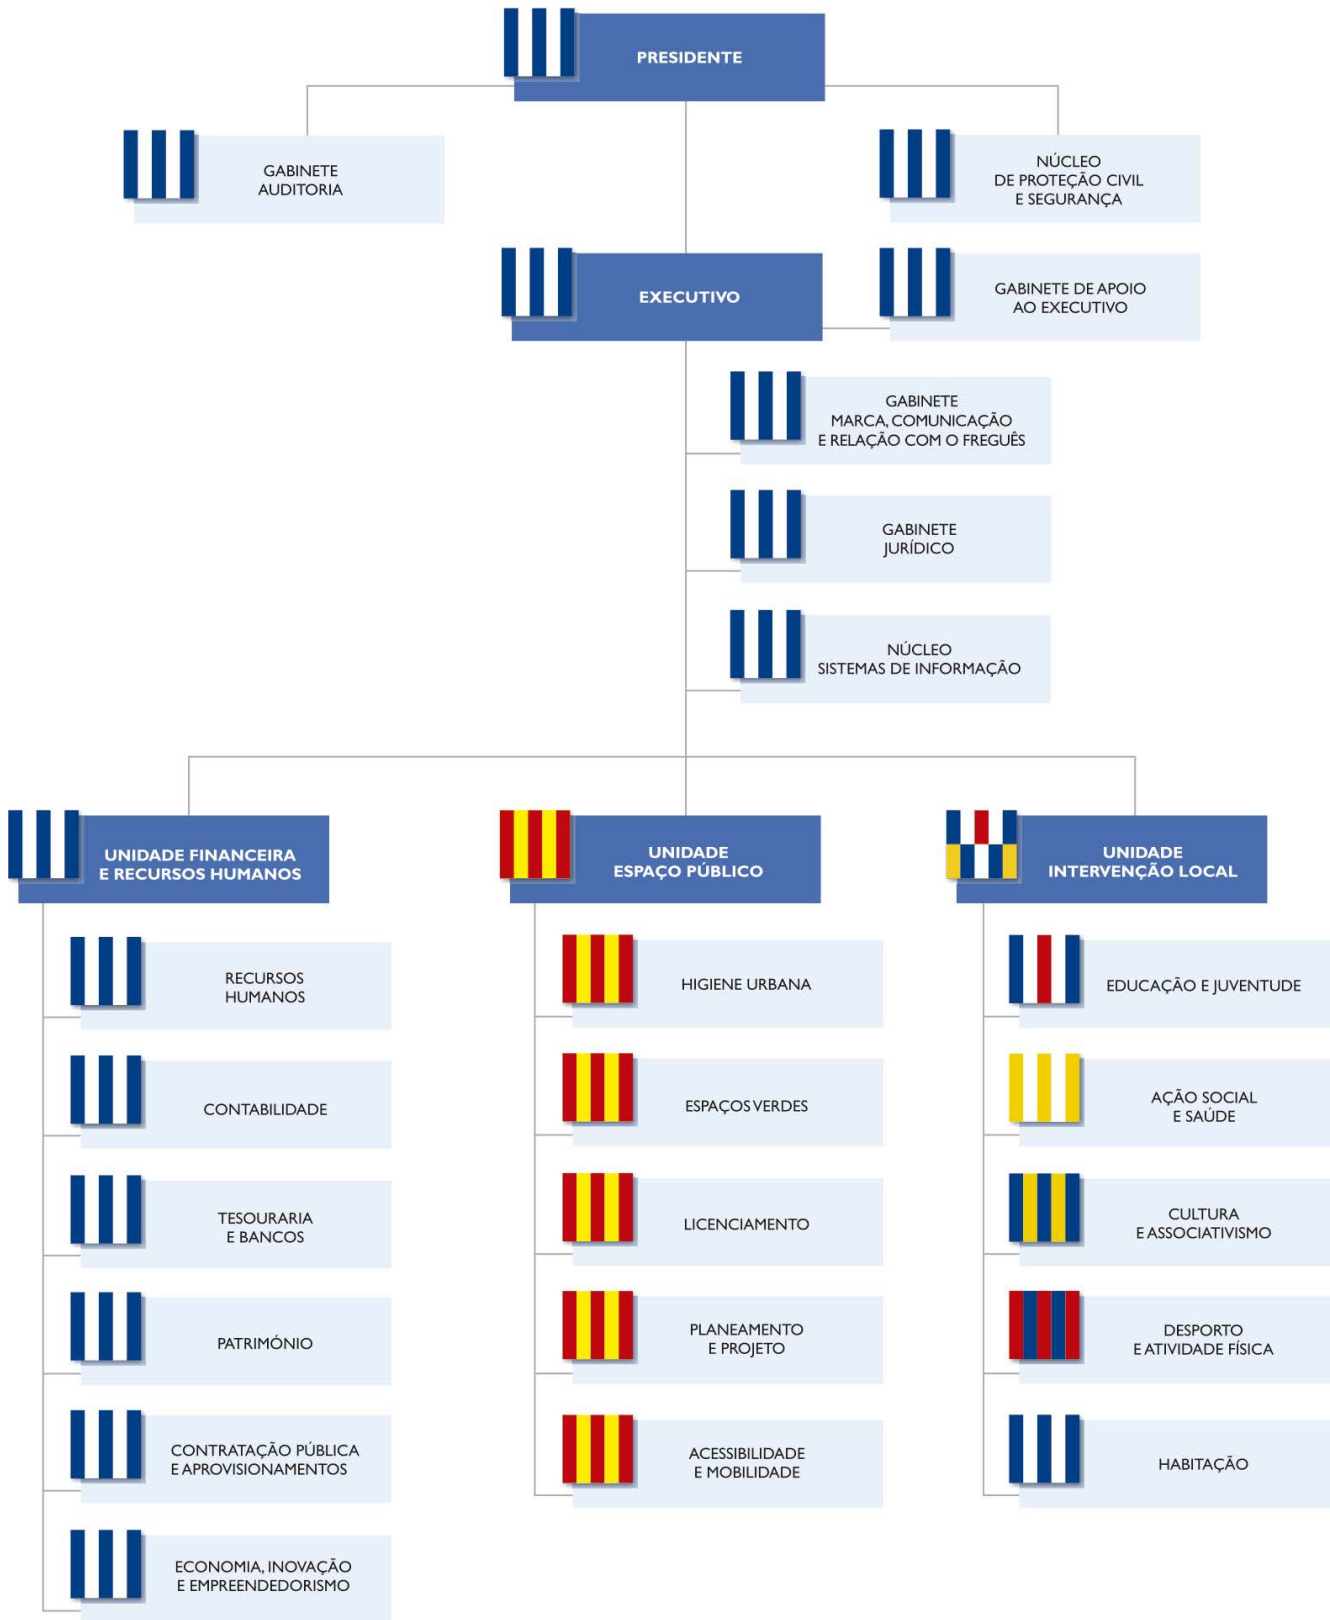 PRESIDENTE
GABINETE
AUDITORIA
NÚCLEO
DE PROTEÇÃO CIVIL
E SEGURANÇA
EXECUTIVO
GABINETE DE APOIO
AO EXECUTIVO
GABINETE
MARCA, COMUNICAÇÃO
E RELAÇÃO COM O FREGUÊS
GABINETE
JURÍDICO
NÚCLEO
SISTEMAS DE INFORMAÇÃO
UNIDADE FINANCEIRA
E RECURSOS HUMANOS
RECURSOS
HUMANOS
CONTABILIDADE
TESOURARIA
E BANCOS
PATRIMÓNIO
CONTRATAÇÃO PÚBLICA
E APROVISIONAMENTOS
ECONOMIA, INOVAÇÃO
E EMPREENDEDORISMO
UNIDADE
ESPAÇO PÚBLICO
HIGIENE URBANA
ESPAÇOS VERDES
LICENCIAMENTO
PLANEAMENTO
E PROJETO
ACESSIBILIDADE
E MOBILIDADE
UNIDADE
INTERVENÇÃO LOCAL
EDUCAÇÃO E JUVENTUDE
AÇÃO SOCIAL
E SAÚDE
CULTURA
E ASSOCIATIVISMO
DESPORTO
E ATIVIDADE FÍSICA
HABITAÇÃO